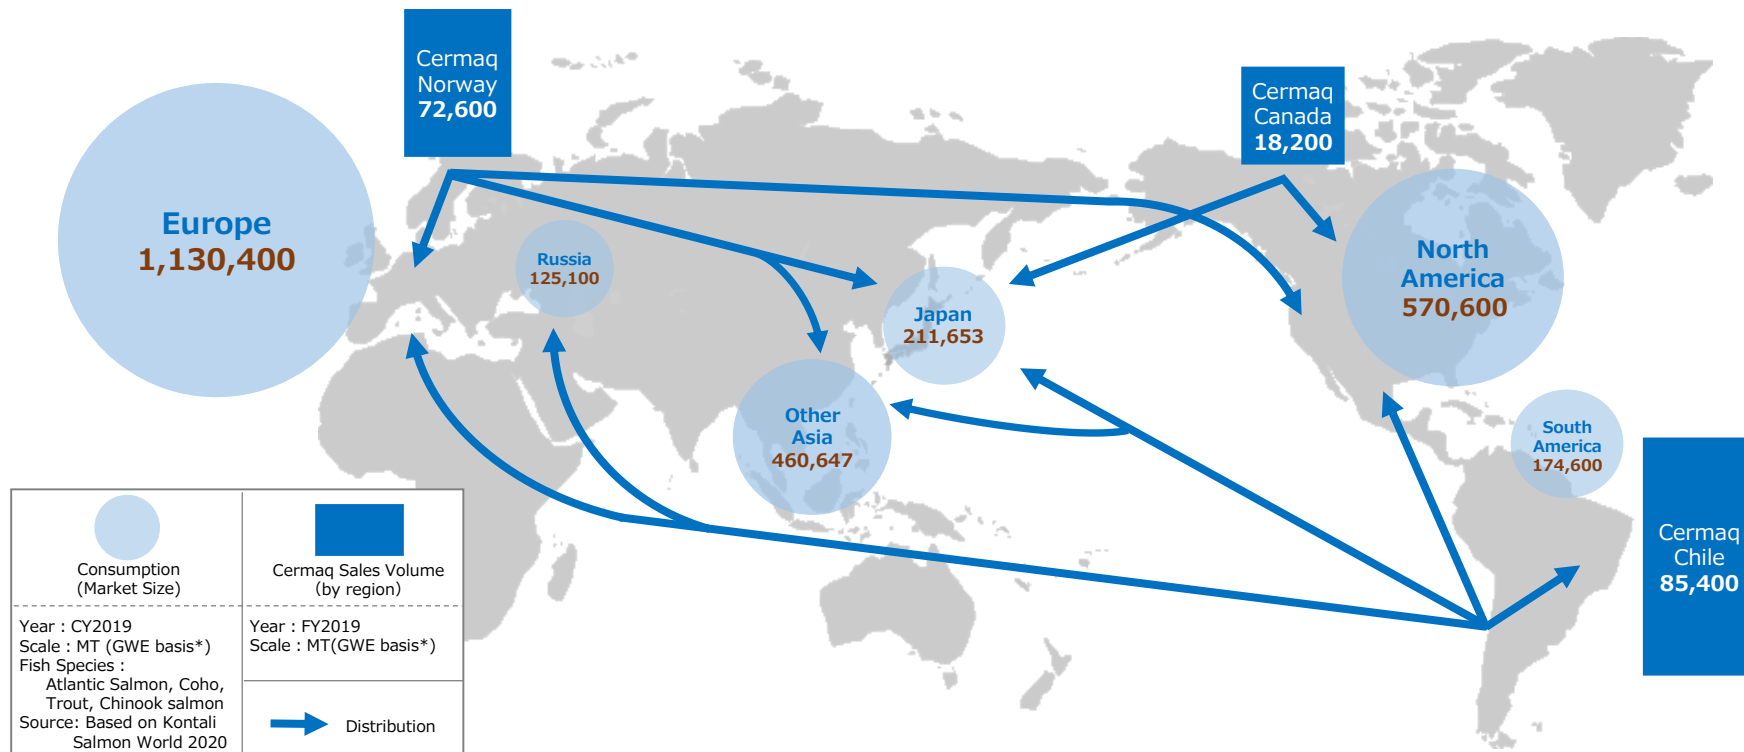 Cermaq
Norway
72,600
Cermaq
Canada
18,200
Europe
1,130,400
Russia
125,100
North
America
570,600
Japan
211,653
Other
Asia
460,647
South
America
174,600
Cermaq
Chile
85,400
Consumption
(Market Size)
Cermaq Sales Volume
(by region)
Year : CY2019
Scale : MT (GWE basis*)
Fish Species :
Atlantic Salmon, Coho,
Trout, Chinook salmon
Source: Based on Kontali
Salmon World 2020
Year : FY2019
Scale : MT(GWE basis*)
Distribution